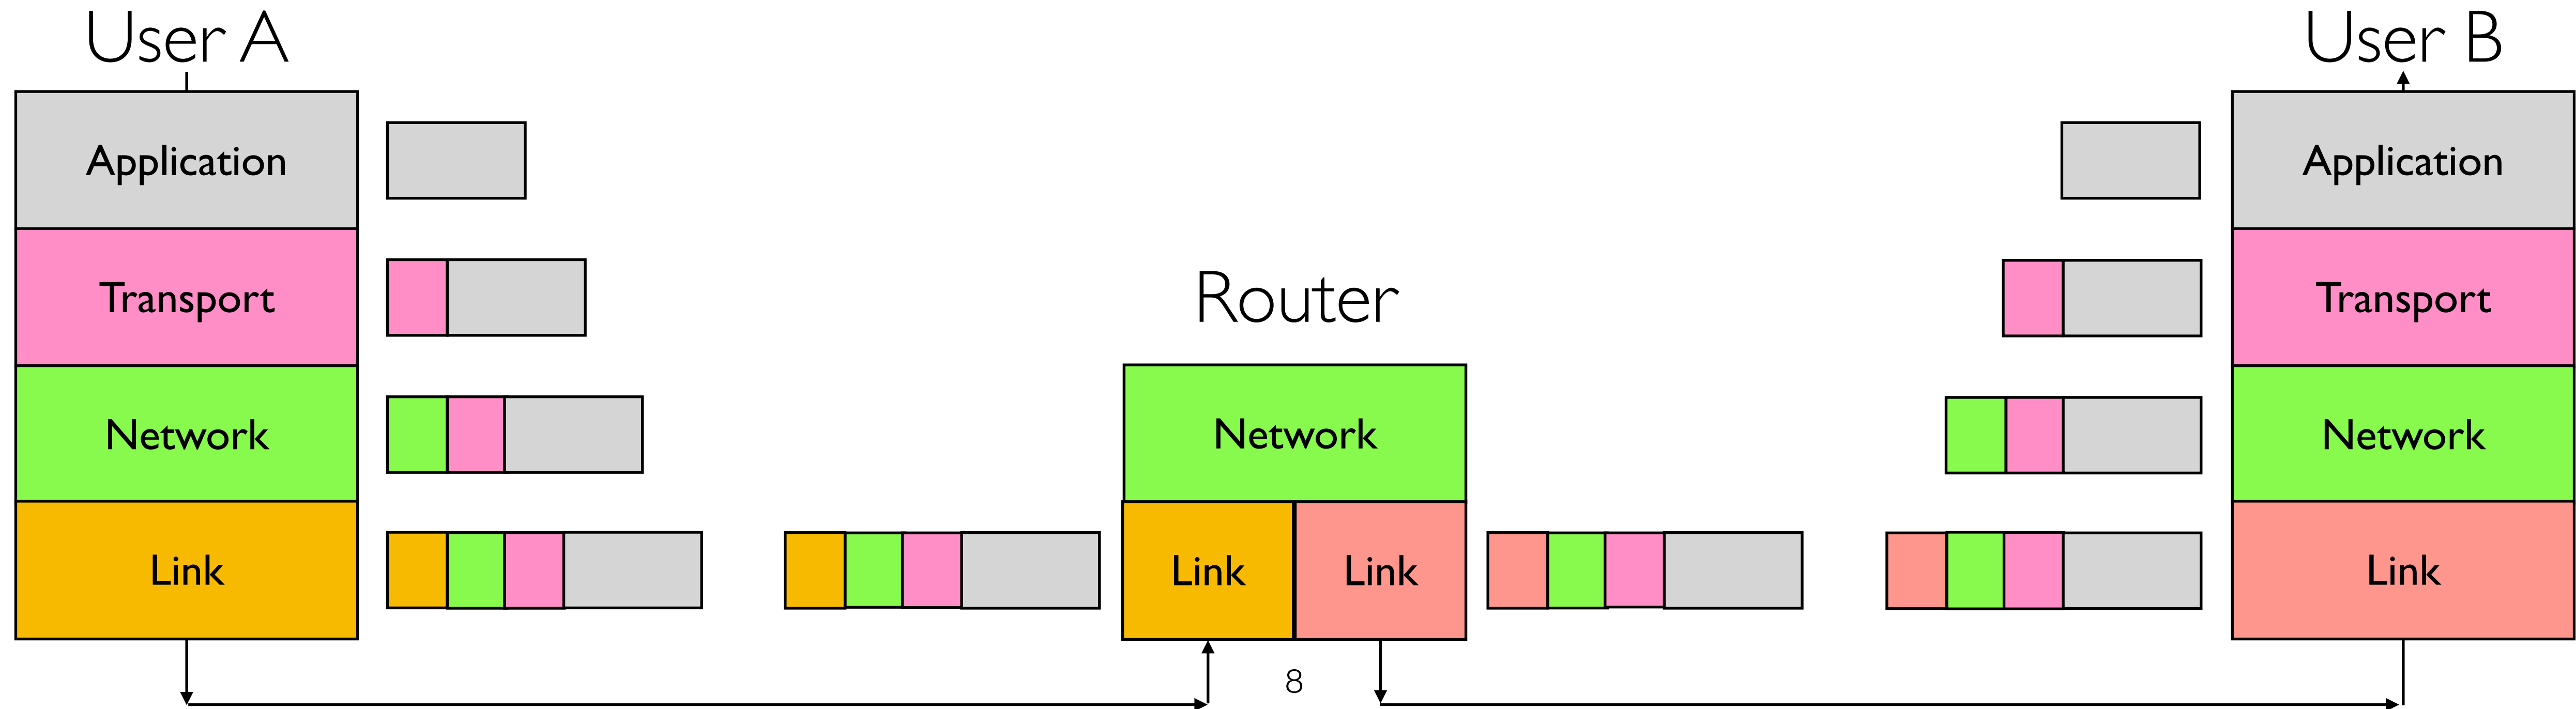 User A
User B
Application
Application
Transport
Transport
Router
Network
Network
Network
Link
Link
Link
Link
8